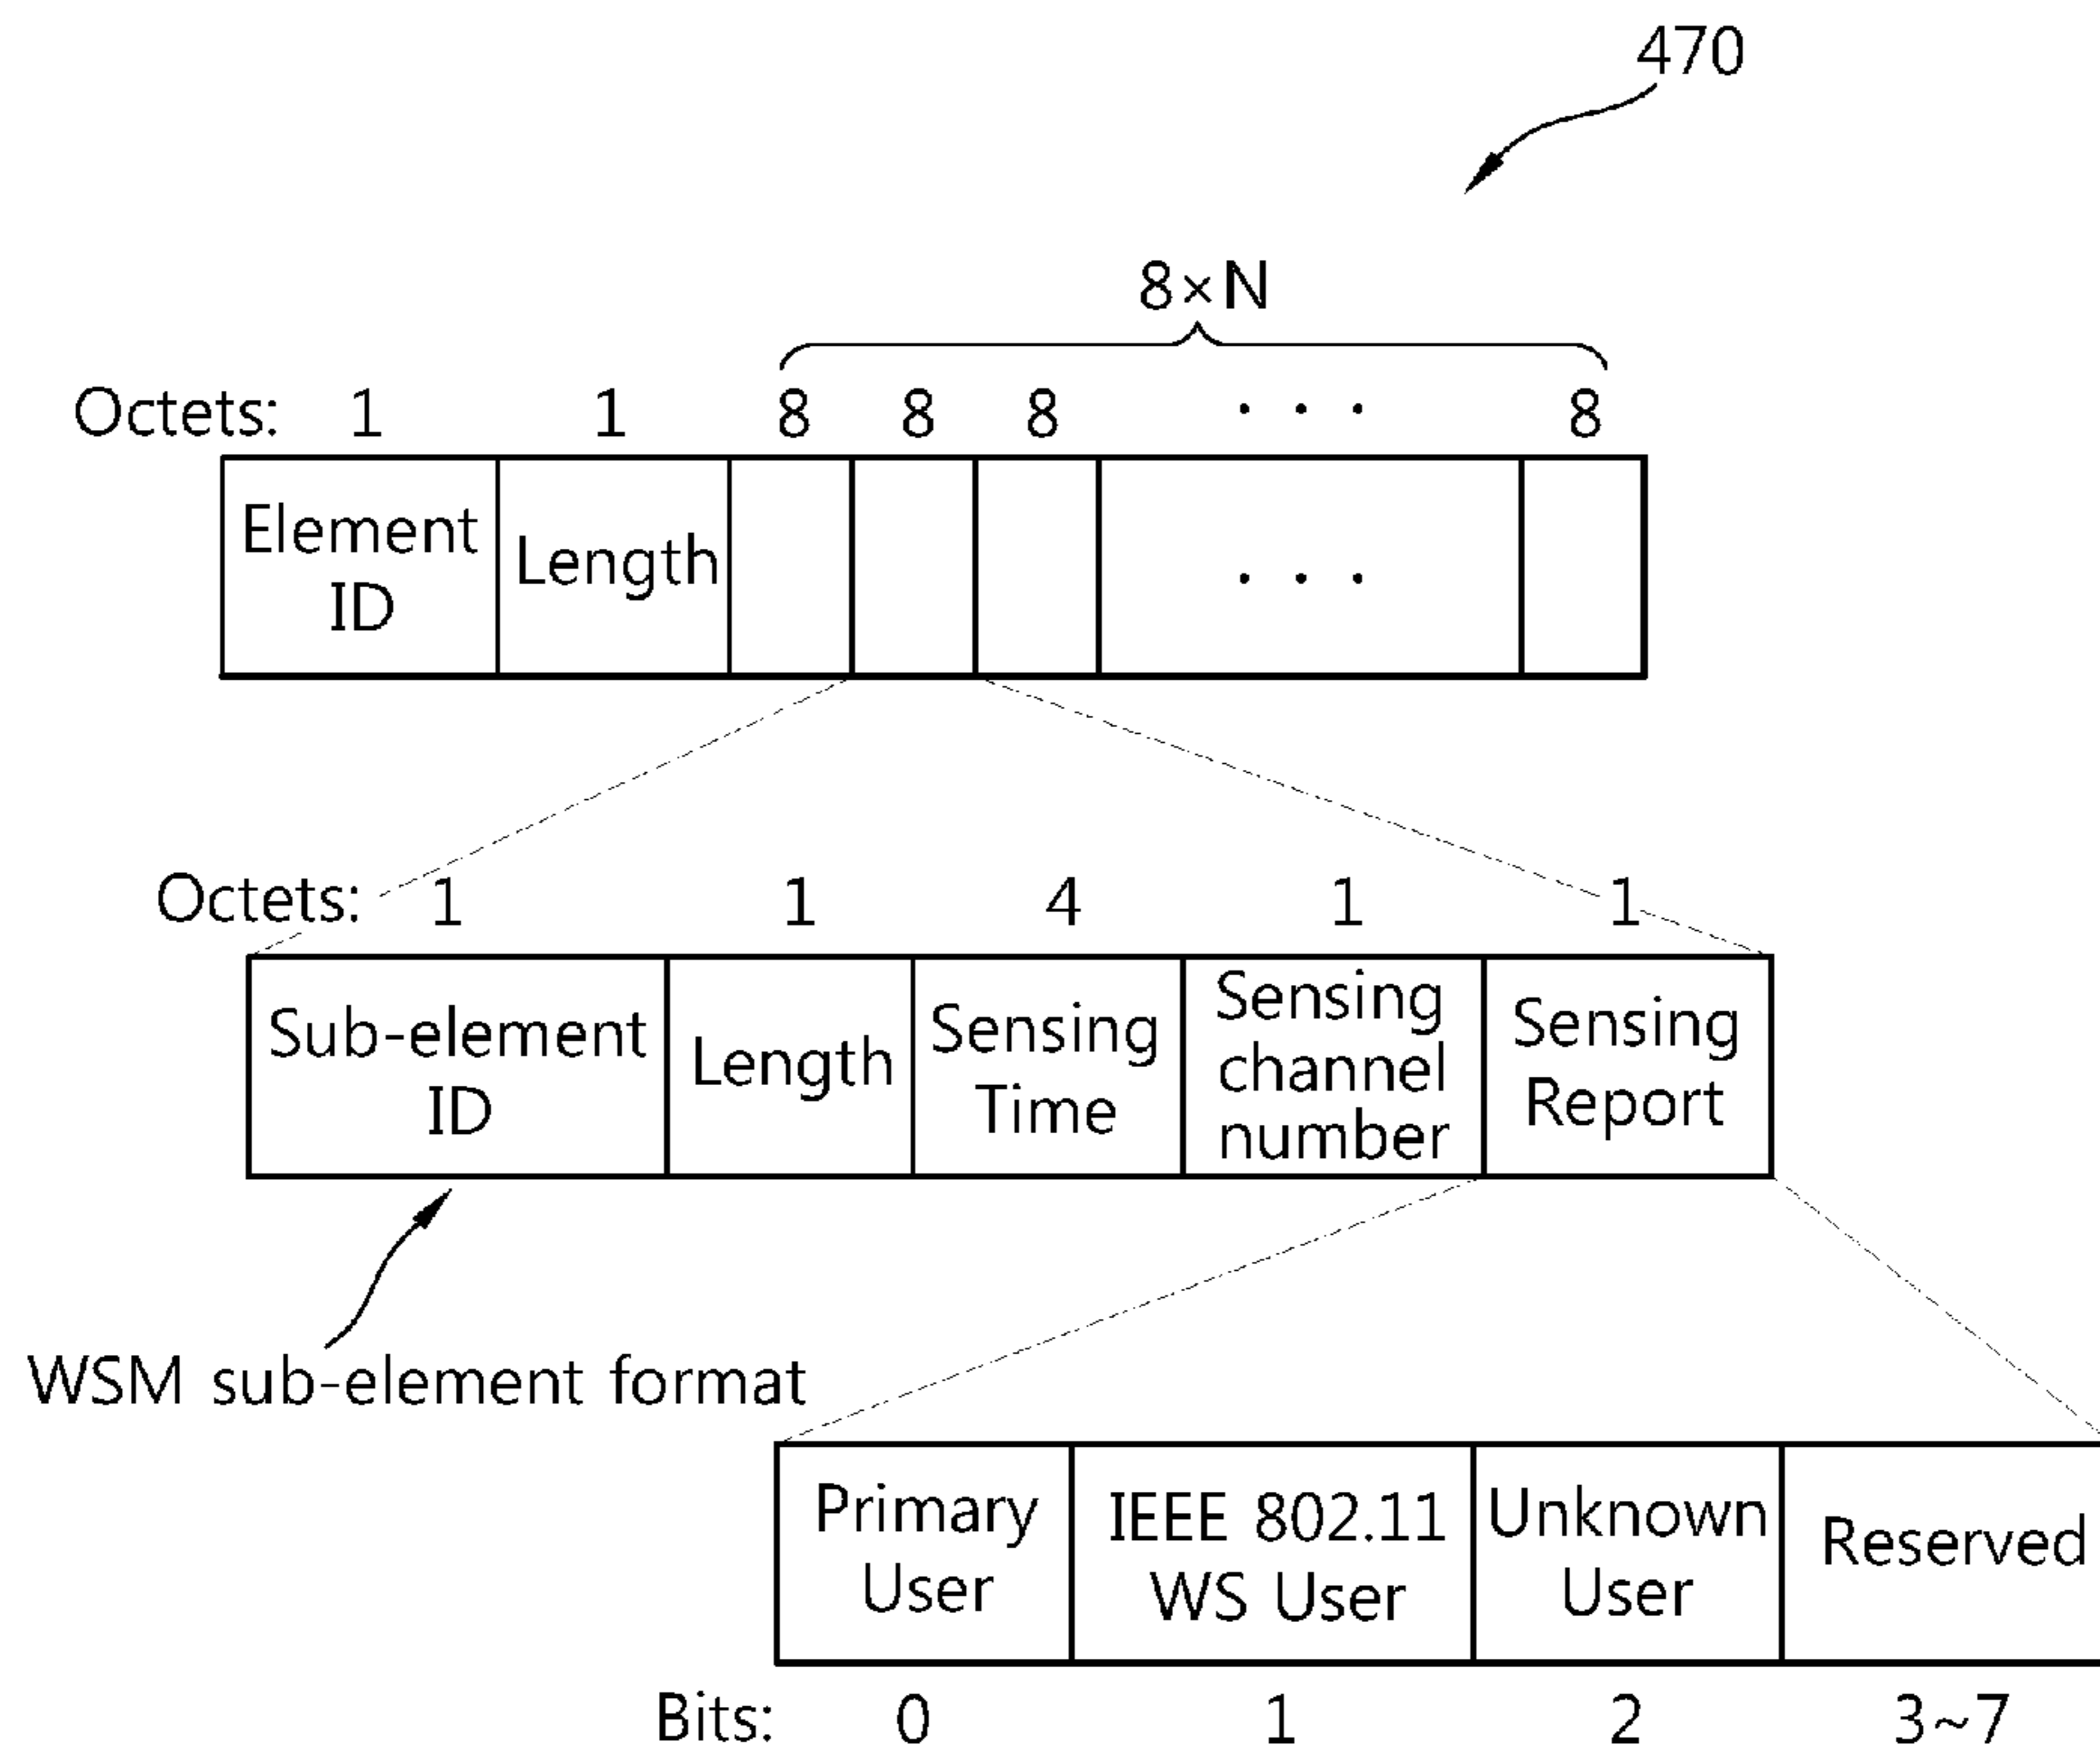 470
8×N
Octets: 1 1 8 8 8 · · · 8
Element ID
Length
· · ·
Octets: 1 1 4 1 1
Sub-element ID
Length
Sensing Time
Sensing channel number
Sensing Report
WSM sub-element format
Primary User
IEEE 802.11 WS User
Unknown User
Reserved
Bits: 0 1 2 3~7